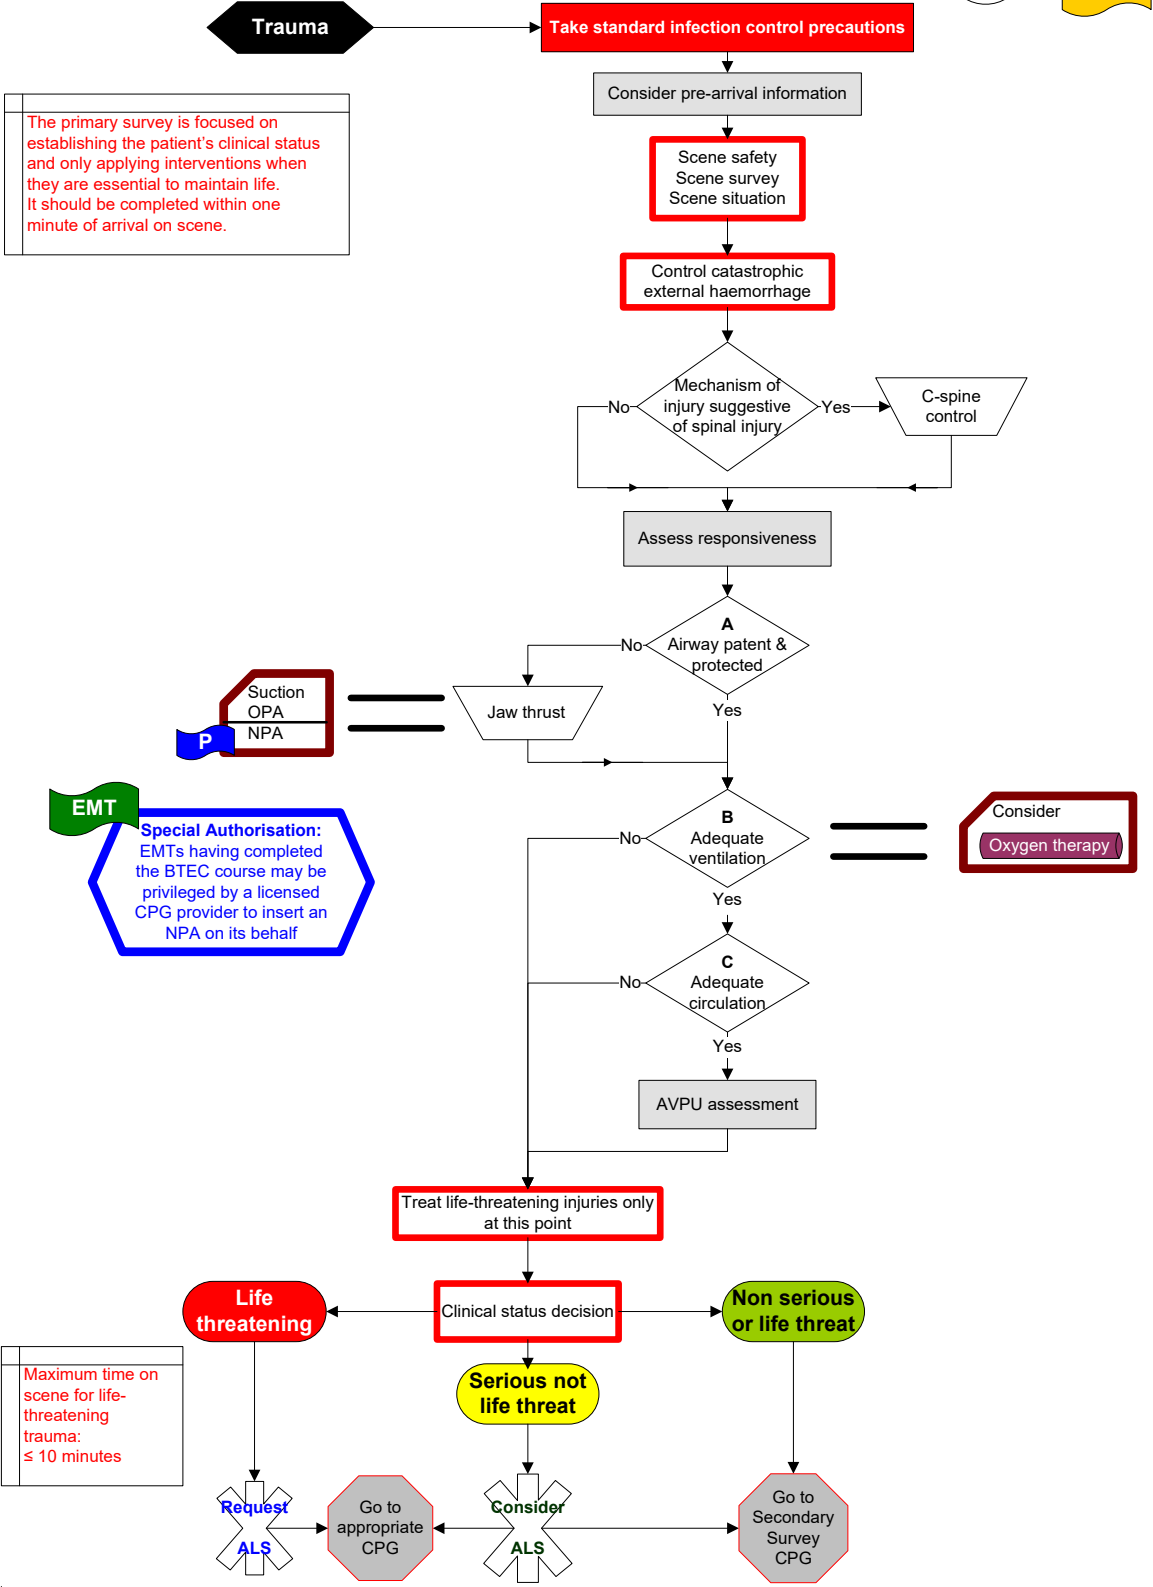 Trauma
Take standard infection control precautions
Consider pre-arrival information
The primary survey is focused on
establishing the patient's clinical status
and only applying interventions when
they are essential to maintain life.
It should be completed within one
minute of arrival on scene.
Scene safety
Scene survey
Scene situation
Control catastrophic
external haemorrhage
Mechanism of
injury suggestive
of spinal injury
No
Yes
C-spine
control
Assess responsiveness
A
Airway patent &
protected
No
Yes
Jaw thrust
Suction
OPA
NPA
P
EMT
Special Authorisation:
EMTs having completed
the BTEC course may be
privileged by a licensed
CPG provider to insert an
NPA on its behalf
B
Adequate
ventilation
No
Yes
Consider
Oxygen therapy
C
Adequate
circulation
No
Yes
AVPU assessment
Treat life-threatening injuries only
at this point
Clinical status decision
Life
threatening
Non serious
or life threat
Serious not
life threat
Maximum time on
scene for life-
threatening
trauma:
≤ 10 minutes
Request
ALS
Go to
appropriate
CPG
Consider
ALS
Go to
Secondary
Survey
CPG